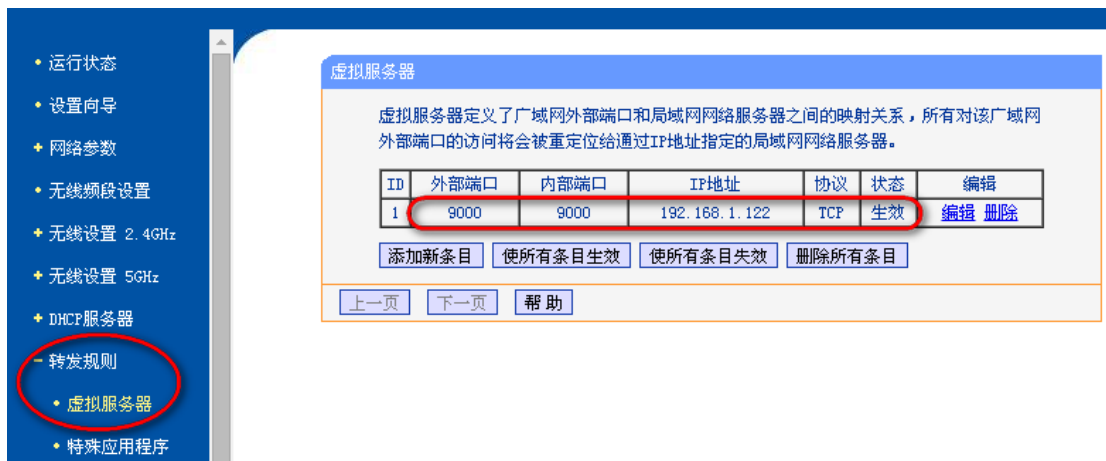 运行状态
设置向导
网络参数
无线频段设置
无线设置 2.4GHz
无线设置 5GHz
DHCP服务器
转发规则
虚拟服务器
特殊应用程序
虚拟服务器
虚拟服务器定义了广域网外部端口和局域网网络服务器之间的映射关系，所有对该广域网
外部端口的访问将会被重定位给通过IP地址指定的局域网网络服务器。
ID 外部端口 内部端口 IP地址 协议 状态 编辑
1 9000 9000 192.168.1.122 TCP 生效 编辑 删除
添加新条目 使所有条目生效 使所有条目失效 删除所有条目
上一页 下一页 帮助